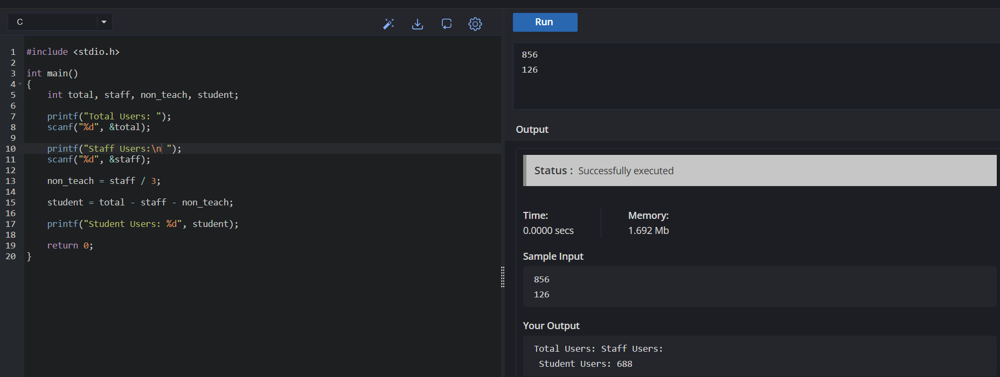 C
1 #include <stdio.h>
2
3 int main()
4 {
5     int total, staff, non_teach, student;
6
7     printf("Total Users: ");
8     scanf("%d", &total);
9
10     printf("Staff Users:\n ");
11     scanf("%d", &staff);
12
13     non_teach = staff / 3;
14
15     student = total - staff - non_teach;
16
17     printf("Student Users: %d", student);
18
19     return 0;
20 }
Run
856
126
Output
Status : Successfully executed
Time: Memory:
0.0000 secs 1.692 Mb
Sample Input
856
126
Your Output
Total Users: Staff Users:
 Student Users: 688